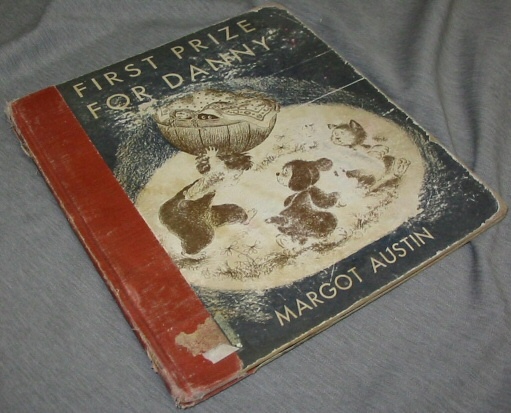 FIRST PRIZE
FOR DANNY
MARGOT AUSTIN